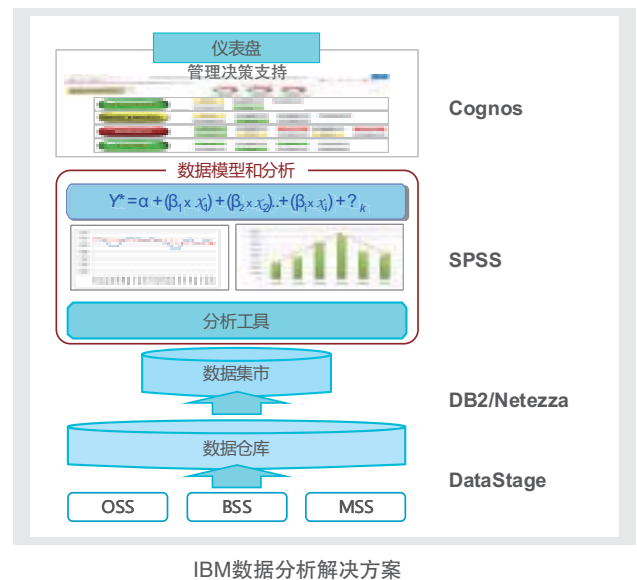 仪表盘
管理决策支持
Cognos
数据模型和分析
Y*=α+(β1×x1)+(β2×x2)..+(βi×xi)+?k
SPSS
分析工具
数据集市
DB2/Netezza
数据仓库
DataStage
OSS
BSS
MSS
IBM数据分析解决方案